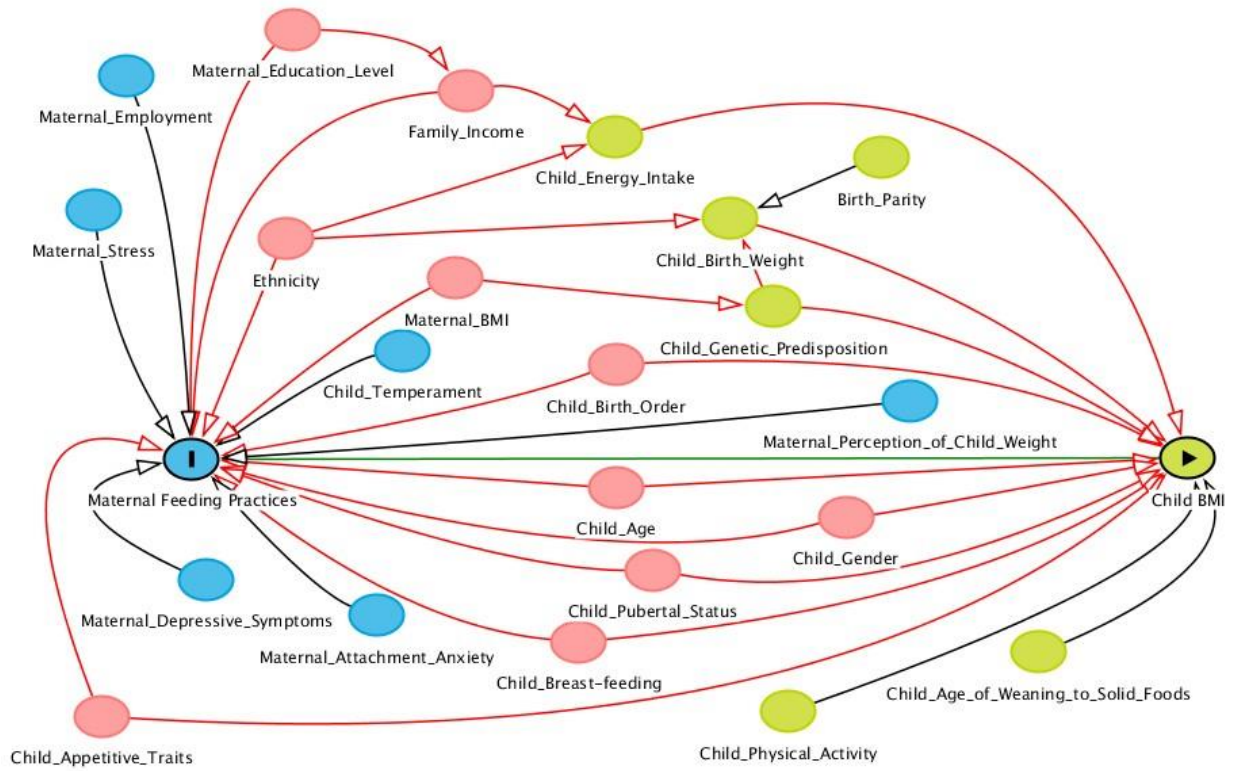 Maternal_Education_Level
Maternal_Employment
Family_Income
Child_Energy_Intake
Birth_Parity
Maternal_Stress
Ethnicity
Child_Birth_Weight
Maternal_BMI
Child_Genetic_Predisposition
Child_Temperament
Child_Birth_Order
Maternal_Perception_of_Child_Weight
Maternal Feeding Practices
Child BMI
Child_Age
Child_Gender
Child_Pubertal_Status
Maternal_Depressive_Symptoms
Maternal_Attachment_Anxiety
Child_Breast-feeding
Child_Age_of_Weaning_to_Solid_Foods
Child_Physical_Activity
Child_Appetitive_Traits